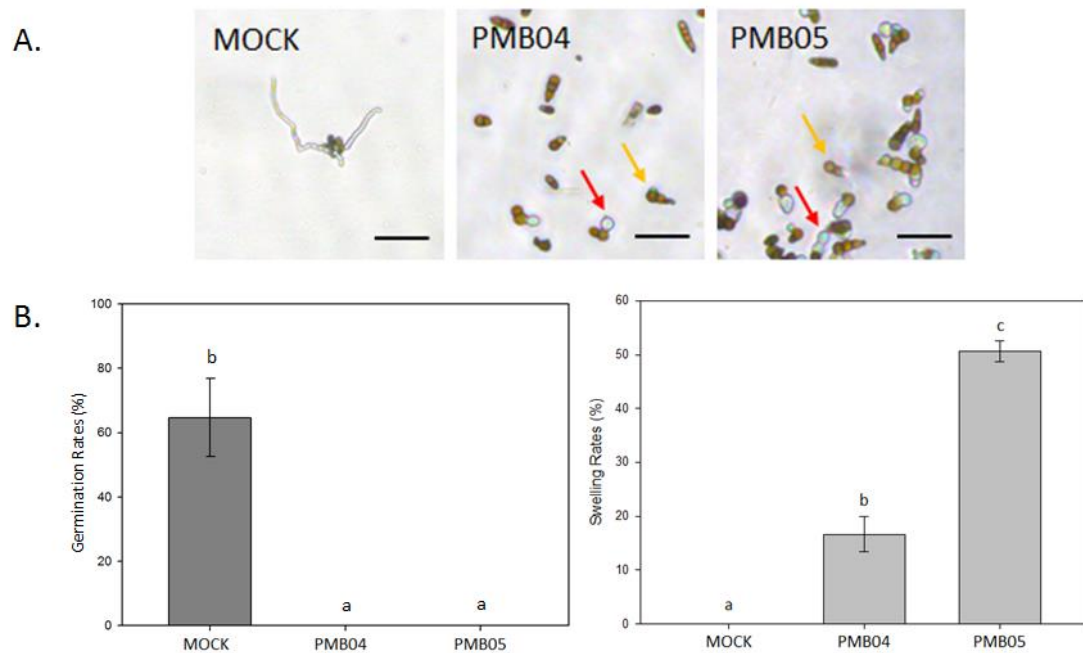 A.
MOCK
PMB04
PMB05
B.
100
80
60
40
20
0
Germination Rates (%)
b
a
a
MOCK
PMB04
PMB05
60
50
40
30
20
10
0
Swelling Rates (%)
a
b
c
MOCK
PMB04
PMB05